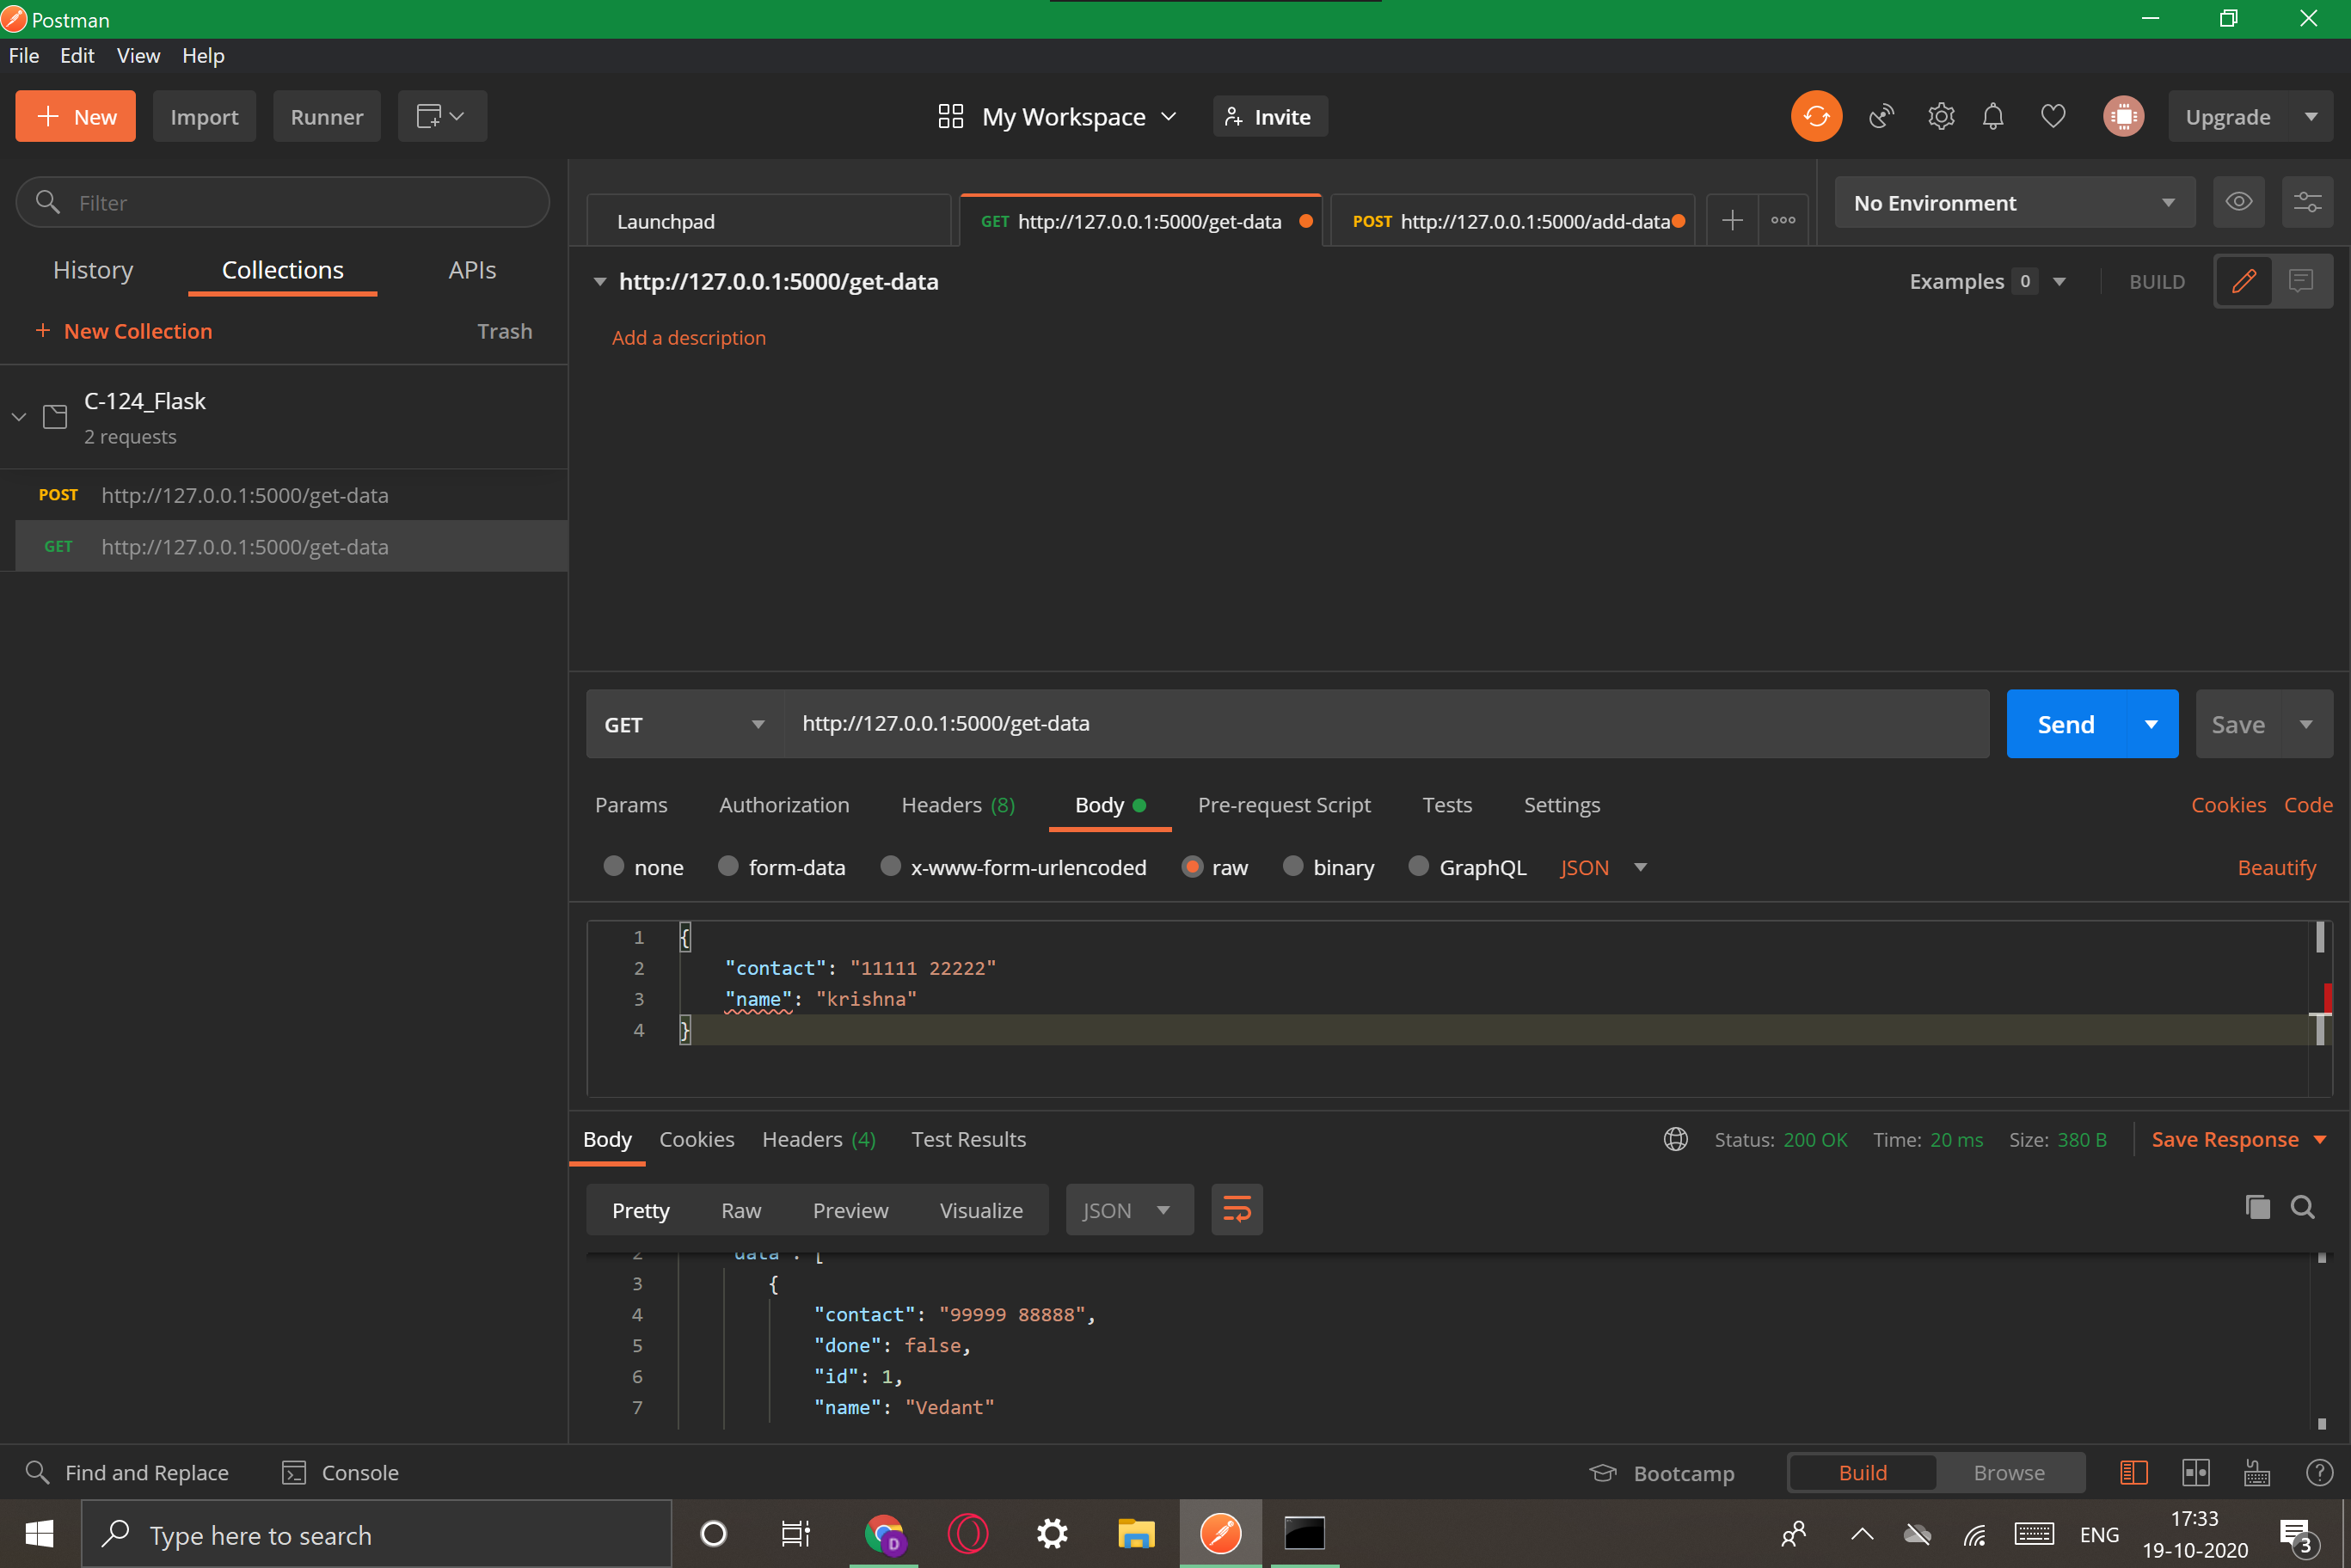 Postman
File Edit View Help
New Import Runner My Workspace Invite Upgrade
Filter
History Collections APIs
+ New Collection Trash
C-124_Flask
2 requests
POST http://127.0.0.1:5000/get-data
GET http://127.0.0.1:5000/get-data
Launchpad GET http://127.0.0.1:5000/get-data POST http://127.0.0.1:5000/add-data No Environment
http://127.0.0.1:5000/get-data Examples 0 BUILD
Add a description
GET http://127.0.0.1:5000/get-data Send Save
Params Authorization Headers (8) Body Pre-request Script Tests Settings Cookies Code
none form-data x-www-form-urlencoded raw binary GraphQL JSON Beautify
1 {
2 "contact": "11111 22222"
3 "name": "krishna"
4 }
Body Cookies Headers (4) Test Results Status: 200 OK Time: 20 ms Size: 380 B Save Response
Pretty Raw Preview Visualize JSON
2 "data": [
3 {
4 "contact": "99999 88888",
5 "done": false,
6 "id": 1,
7 "name": "Vedant"
Find and Replace Console Bootcamp Build Browse
Type here to search D ENG 17:33
19-10-2020 3